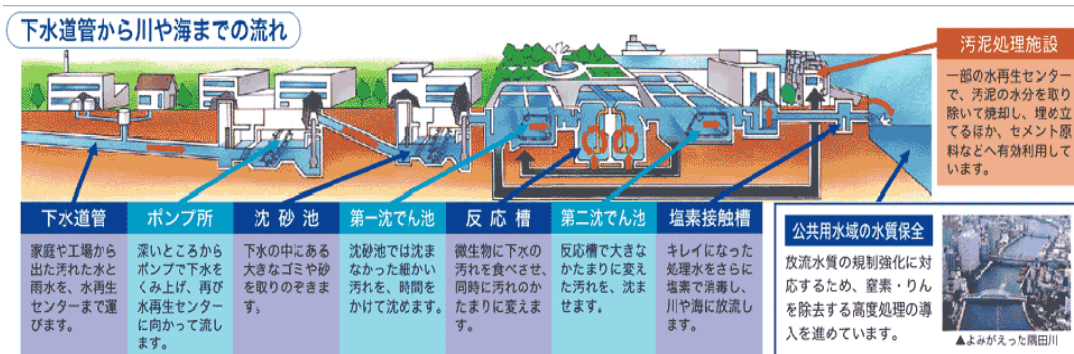 下水道管から川や海までの流れ
汚泥処理施設
一部の水再生センター
で、汚泥の水分を取り
除いて焼却し、埋め立
てるほか、セメント原
料などへ有効利用して
います。
下水道管
家庭や工場から
出た汚れた水と
雨水を、水再生
センターまで運
びます。
ポンプ所
深いところから
ポンプで下水を
くみ上げ、再び
水再生センター
に向かって流し
ます。
沈砂池
下水の中にある
大きなゴミや砂
を取りのぞきま
す。
第一沈でん池
沈砂池では沈ま
なかった細かい
汚れを、時間を
かけて沈めます。
反応槽
微生物に下水の
汚れを食べさせ、
同時に汚れのか
たまりに変えま
す。
第二沈でん池
反応槽で大きな
かたまりに変え
た汚れを、沈ま
せます。
塩素接触槽
キレイになった
処理水をさらに
塩素で消毒し、
川や海に放流し
ます。
公共用水域の水質保全
放流水質の規制強化に対
応するため、窒素・りん
を除去する高度処理の導
入を進めています。
▲よみがえった隅田川